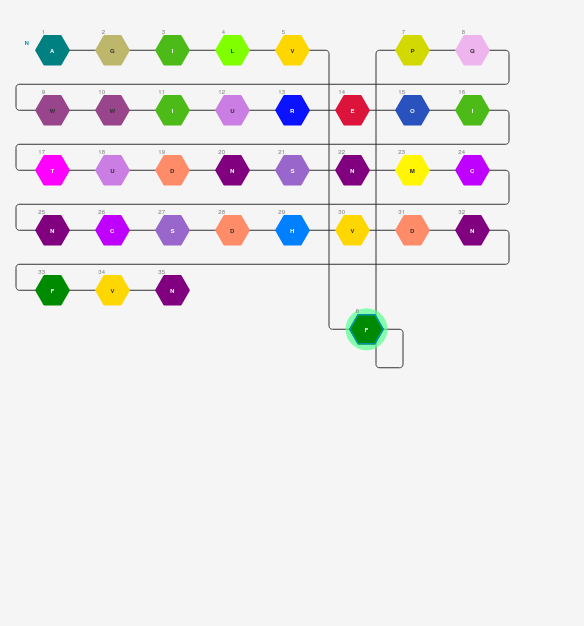 1 2 3 4 5 7 8
N A G I L V P Q
9 10 11 12 13 14 15 16
W W I U R E O I
17 18 19 20 21 22 23 24
T U D N S N M C
25 26 27 28 29 30 31 32
N C S D H V D N
33 34 35
F V N
6
F